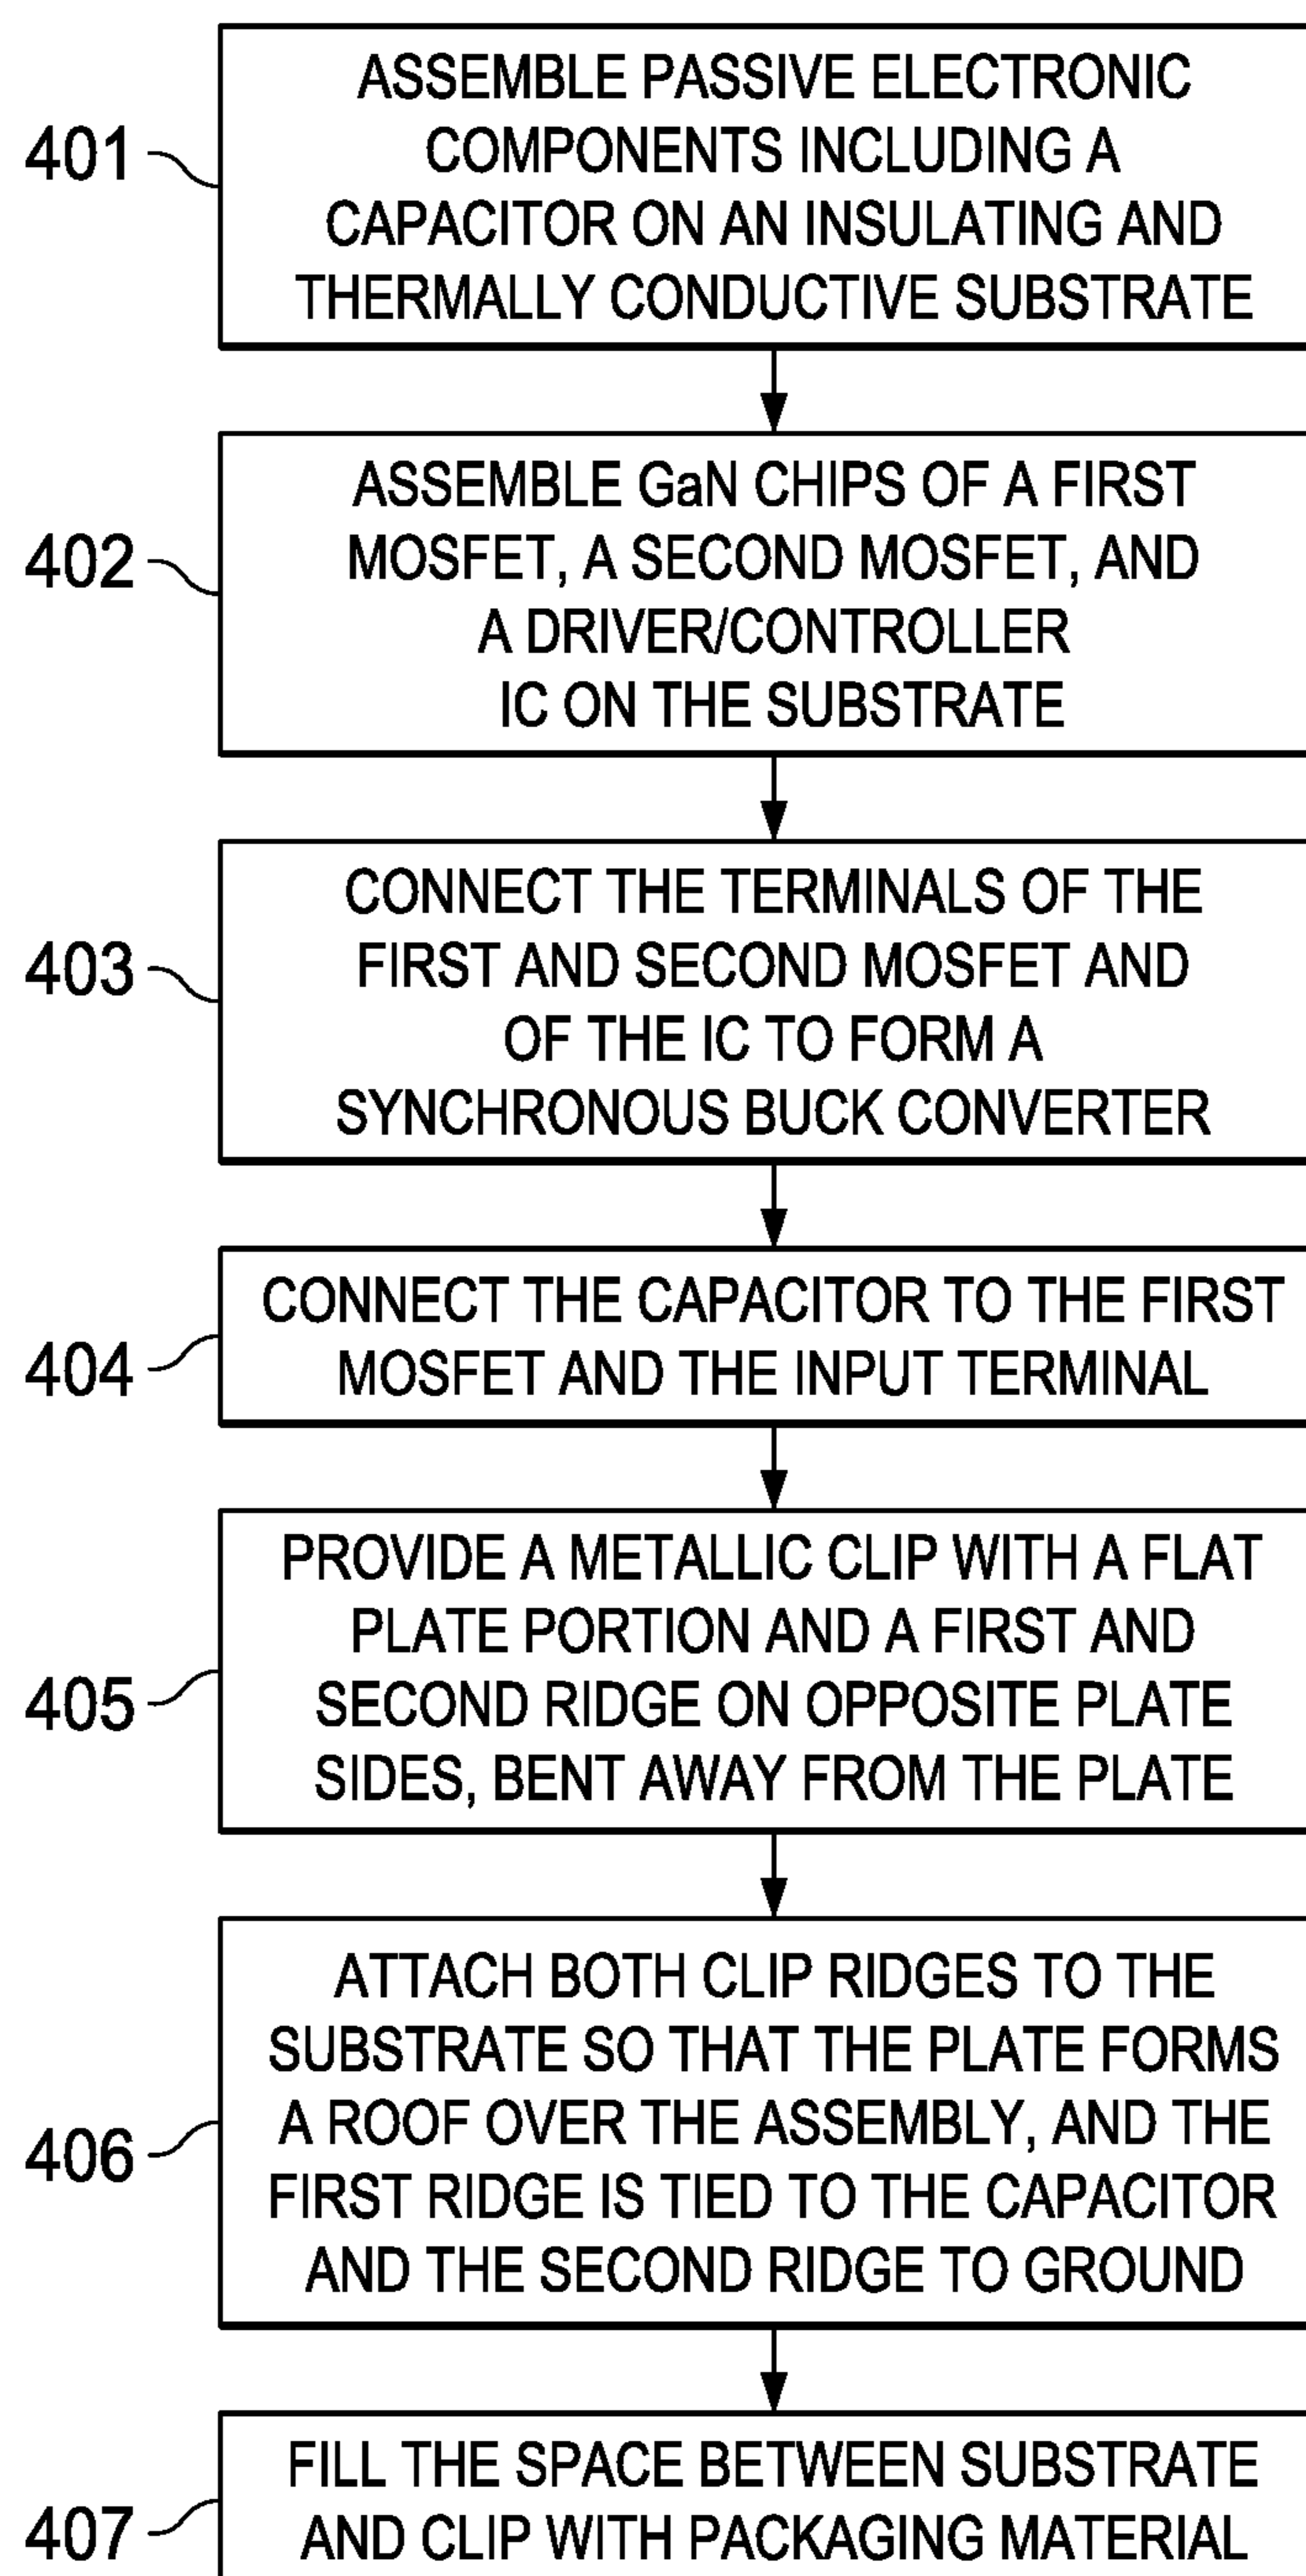 401
ASSEMBLE PASSIVE ELECTRONIC
COMPONENTS INCLUDING A
CAPACITOR ON AN INSULATING AND
THERMALLY CONDUCTIVE SUBSTRATE
402
ASSEMBLE GaN CHIPS OF A FIRST
MOSFET, A SECOND MOSFET, AND
A DRIVER/CONTROLLER
IC ON THE SUBSTRATE
403
CONNECT THE TERMINALS OF THE
FIRST AND SECOND MOSFET AND
OF THE IC TO FORM A
SYNCHRONOUS BUCK CONVERTER
404
CONNECT THE CAPACITOR TO THE FIRST
MOSFET AND THE INPUT TERMINAL
405
PROVIDE A METALLIC CLIP WITH A FLAT
PLATE PORTION AND A FIRST AND
SECOND RIDGE ON OPPOSITE PLATE
SIDES, BENT AWAY FROM THE PLATE
406
ATTACH BOTH CLIP RIDGES TO THE
SUBSTRATE SO THAT THE PLATE FORMS
A ROOF OVER THE ASSEMBLY, AND THE
FIRST RIDGE IS TIED TO THE CAPACITOR
AND THE SECOND RIDGE TO GROUND
407
FILL THE SPACE BETWEEN SUBSTRATE
AND CLIP WITH PACKAGING MATERIAL